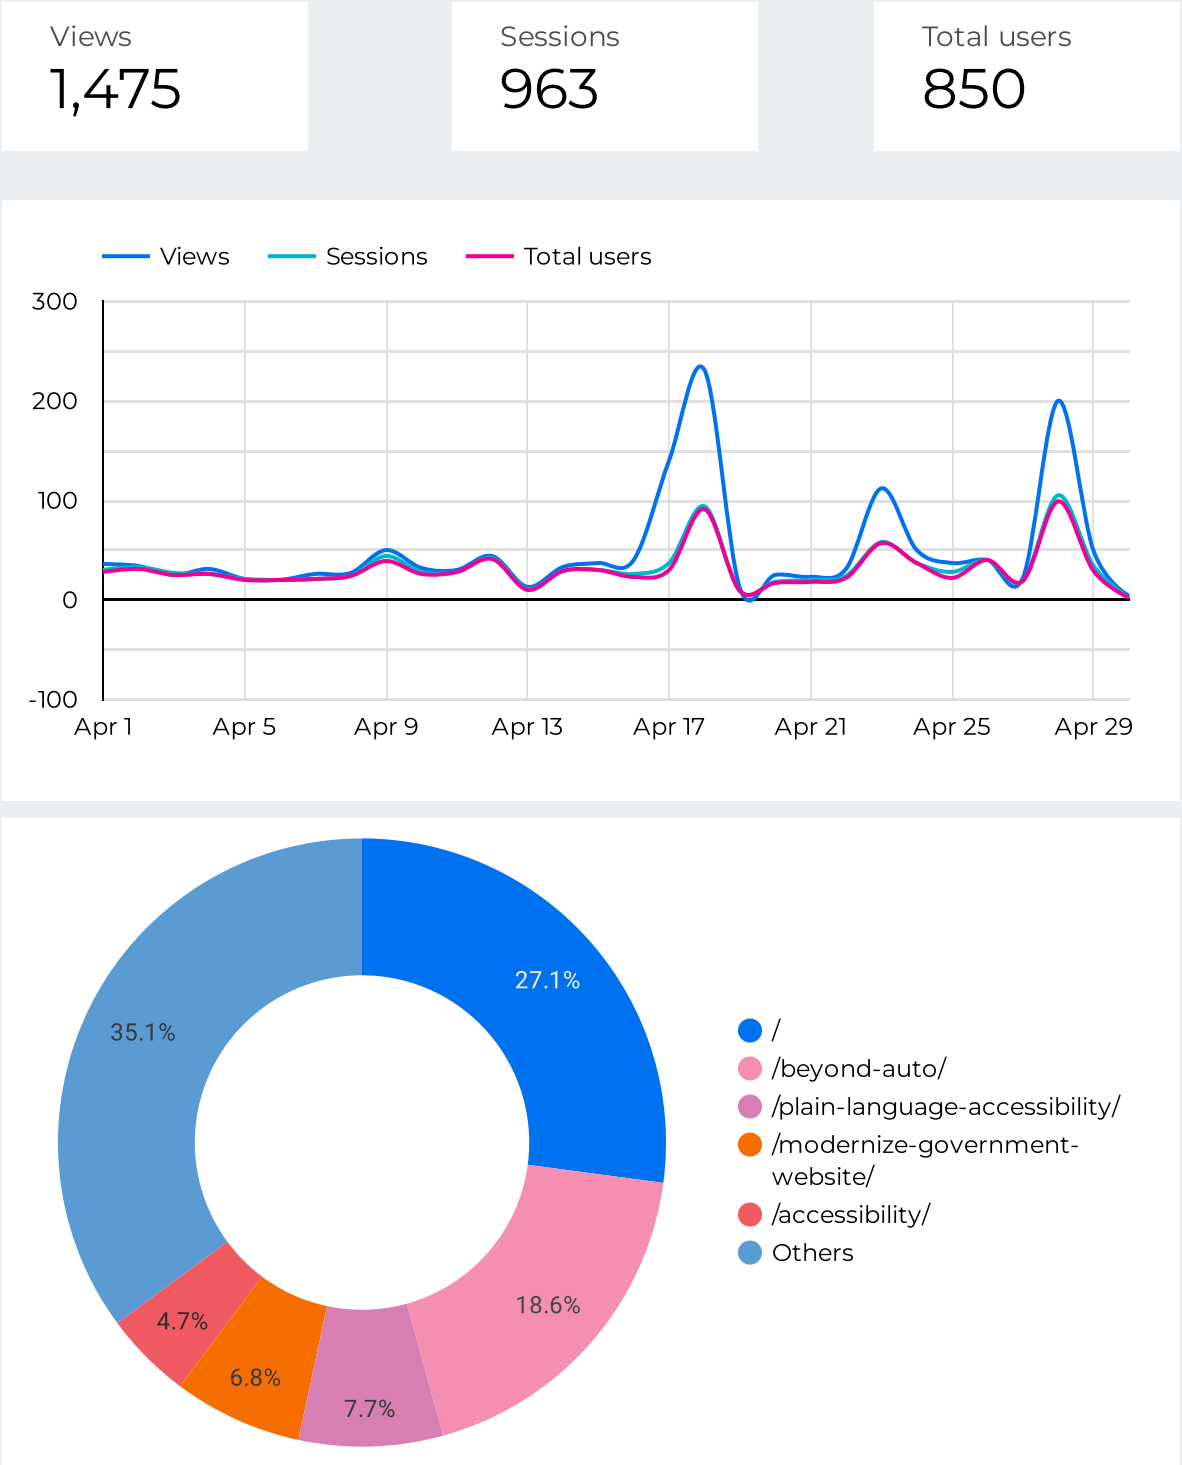 Views
1,475
Sessions
963
Total users
850
Views
Sessions
Total users
300
200
100
0
-100
Apr 1
Apr 5
Apr 9
Apr 13
Apr 17
Apr 21
Apr 25
Apr 29
27.1%
35.1%
18.6%
4.7%
6.8%
7.7%
/
/beyond-auto/
/plain-language-accessibility/
/modernize-government-
website/
/accessibility/
Others